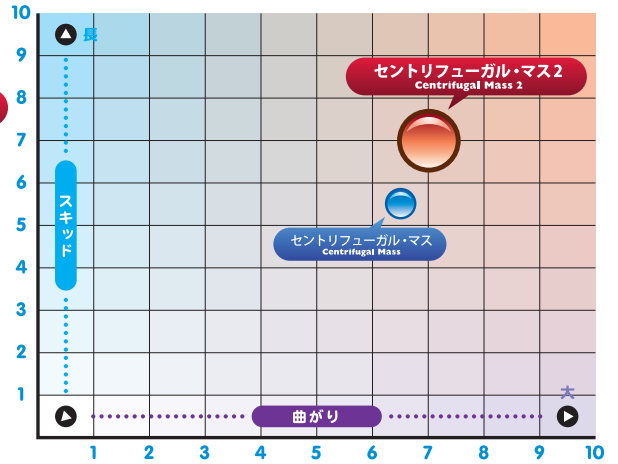 10
長
9
セントリフューガル・マス2
Centrifugal Mass 2
8
7
6
スキッド
5
セントリフューガル・マス
Centrifugal Mass
4
3
2
1
大
曲がり
1 2 3 4 5 6 7 8 9 10